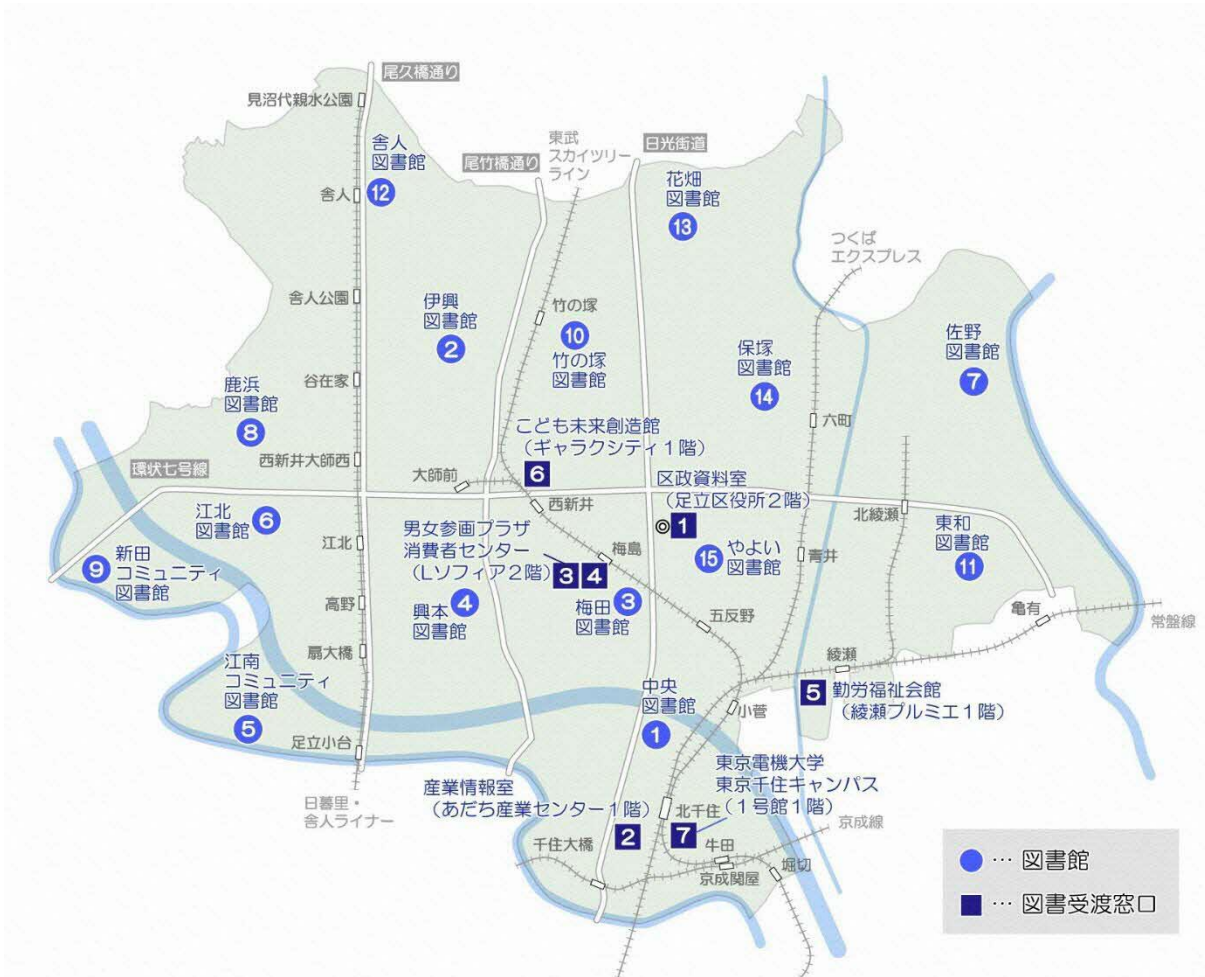 尾久橋通り
見沼代親水公園
舎人
図書館
12
舎人
尾竹橋通り
東武
スカイツリー
ライン
日光街道
花畑
図書館
13
つくば
エクスプレス
舎人公園
伊興
図書館
2
竹の塚
10
竹の塚
図書館
保塚
図書館
14
佐野
図書館
7
谷在家
鹿浜
図書館
8
六町
西新井大師西
環状七号線
大師前
こども未来創造館
（ギャラクシティ１階）
6
西新井
区政資料室
（足立区役所２階）
1
北綾瀬
江北
図書館
6
新田
コミュニティ
図書館
9
江北
男女参画プラザ
消費者センター
（Lソフィア２階）
3 4
梅島
やよい
図書館
15
青井
東和
図書館
11
高野
興本
図書館
4
梅田
図書館
3
五反野
亀有
常盤線
扇大橋
江南
コミュニティ
図書館
5
綾瀬
5
勤労福祉会館
（綾瀬プルミエ１階）
中央
図書館
1
小菅
足立小台
日暮里・
舎人ライナー
産業情報室
（あだち産業センター１階）
2
東京電機大学
東京千住キャンパス
（１号館１階）
北千住
7
千住大橋
牛田
京成関屋
堀切
京成線
… 図書館
… 図書受渡窓口